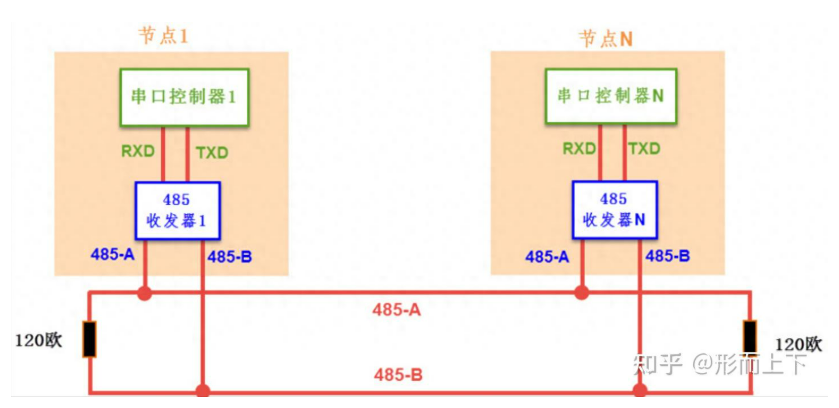 节点1
节点N
串口控制器1
串口控制器N
RXD
TXD
RXD
TXD
485
收发器1
485
收发器N
485-A
485-B
485-A
485-B
485-A
120欧
120欧
485-B
知乎 @形而上下